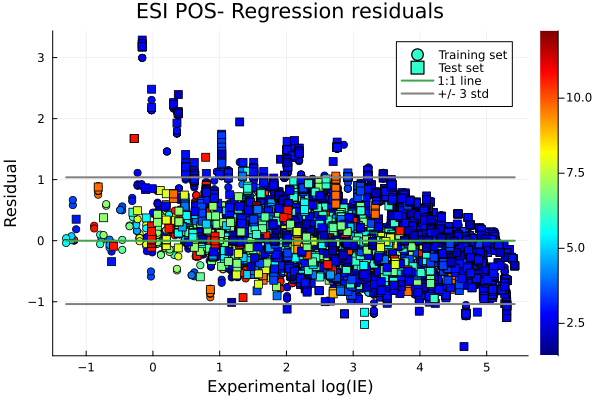 ESI POS- Regression residuals
Training set
Test set
1:1 line
+/- 3 std
3
2
1
0
−1
Residual
−1
0
1
2
3
4
5
Experimental log(IE)
10.0
7.5
5.0
2.5